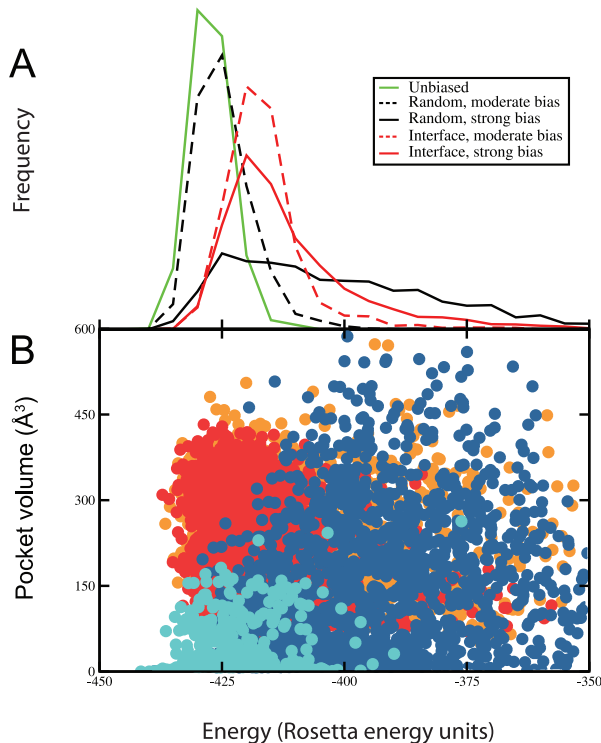 A
Frequency
Unbiased
Random, moderate bias
Random, strong bias
Interface, moderate bias
Interface, strong bias
B
Pocket volume (Å³)
600
450
300
150
0
-450
-425
-400
-375
-350
Energy (Rosetta energy units)